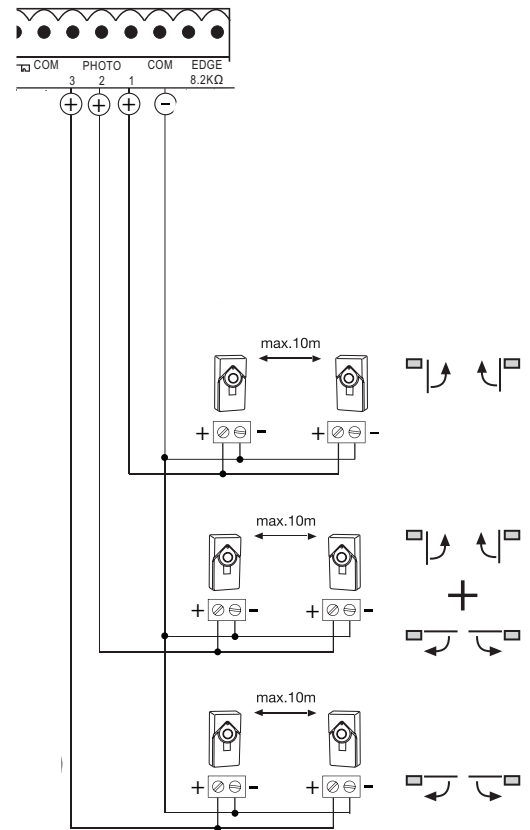 COM PHOTO COM EDGE
3 2 1 8.2KΩ
+ + + -
max.10m
+ - + -
max.10m
+ - + -
+
max.10m
+ - + -